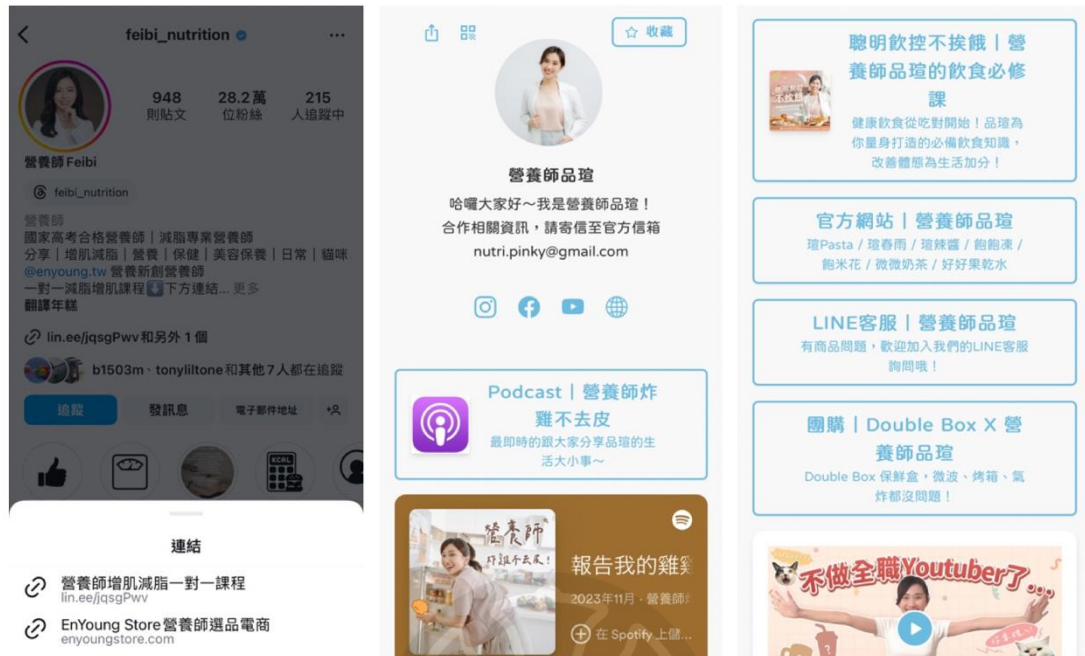 feibi_nutrition
948
28.2萬
215
則貼文
位粉絲
人追蹤中
營養師Feibi
feibi_nutrition
營養師
國家高考合格營養師｜減脂專業營養師
分享｜增肌減脂｜營養｜保健｜美容保養｜日常｜貓咪
@enyoung.tw 營養新創營養師
一對一減脂增肌課程⬇️下方連結... 更多
翻譯年糕
lin.ee/jqsgPwv和另外 1 個
b1503m、tonyliltone和其他 7 人都在追蹤
追蹤
發訊息
電子郵件地址
KCAL
連結
營養師增肌減脂一對一課程
lin.ee/jqsgPwv
EnYoung Store營養師選品電商
enyoungstore.com
收藏
營養師品瑄
哈囉大家好～我是營養師品瑄！
合作相關資訊，請寄信至官方信箱
nutri.pinky@gmail.com
Podcast｜營養師炸
雞不去皮
最即時的跟大家分享品瑄的生
活大小事～
營養師
炸雞不去皮！
報告我的雞
2023年11月 · 營養師
在 Spotify 上儲...
聰明飲控不挨餓｜營
養師品瑄的飲食必修
課
健康飲食從吃對開始！品瑄為
你量身打造的必備飲食知識，
改善體態為生活加分！
官方網站｜營養師品瑄
瑄Pasta / 瑄春雨 / 瑄辣醬 / 飽飽凍 /
飽米花 / 微微奶茶 / 好好果乾水
LINE客服｜營養師品瑄
有商品問題，歡迎加入我們的LINE客服
詢問哦！
團購｜Double Box X 營
養師品瑄
Double Box 保鮮盒，微波、烤箱、氣
炸都沒問題！
不做全職Youtuber了...